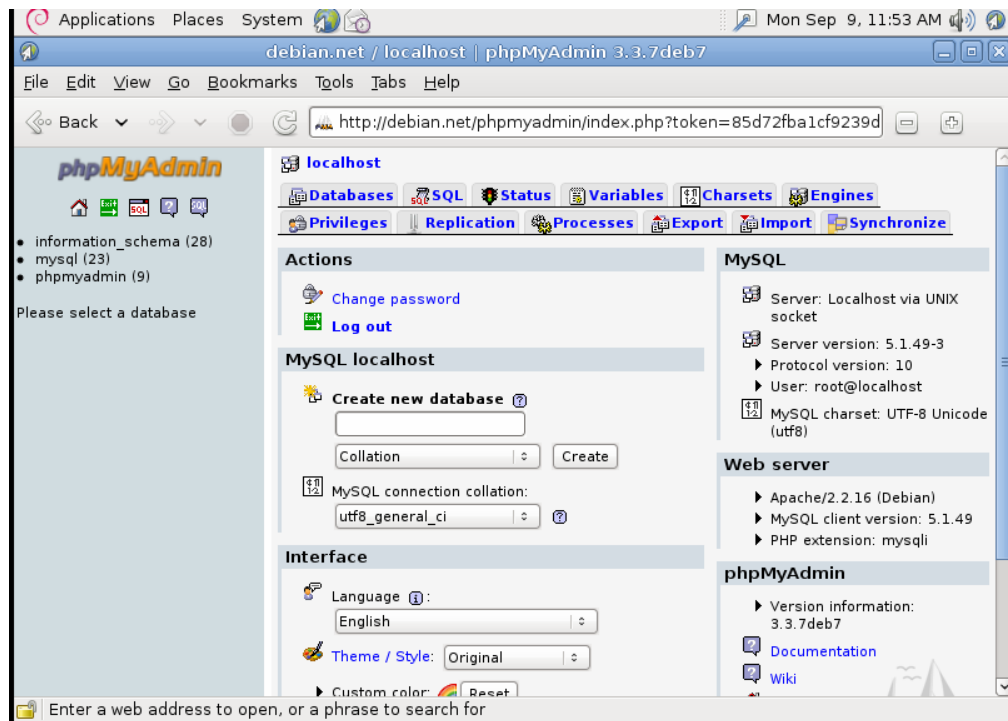 Applications Places System
Mon Sep 9, 11:53 AM
debian.net / localhost | phpMyAdmin 3.3.7deb7
File Edit View Go Bookmarks Tools Tabs Help
Back
http://debian.net/phpmyadmin/index.php?token=85d72fba1cf9239d
phpMyAdmin
SQL
information_schema (28)
mysql (23)
phpmyadmin (9)
Please select a database
localhost
Databases SQL Status Variables Charsets Engines
Privileges Replication Processes Export Import Synchronize
Actions
Change password
Log out
MySQL localhost
Create new database
Collation Create
MySQL connection collation:
utf8_general_ci
Interface
Language :
English
Theme / Style: Original
Custom color: Reset
MySQL
Server: Localhost via UNIX
socket
Server version: 5.1.49-3
Protocol version: 10
User: root@localhost
MySQL charset: UTF-8 Unicode
(utf8)
Web server
Apache/2.2.16 (Debian)
MySQL client version: 5.1.49
PHP extension: mysqli
phpMyAdmin
Version information:
3.3.7deb7
Documentation
Wiki
Enter a web address to open, or a phrase to search for